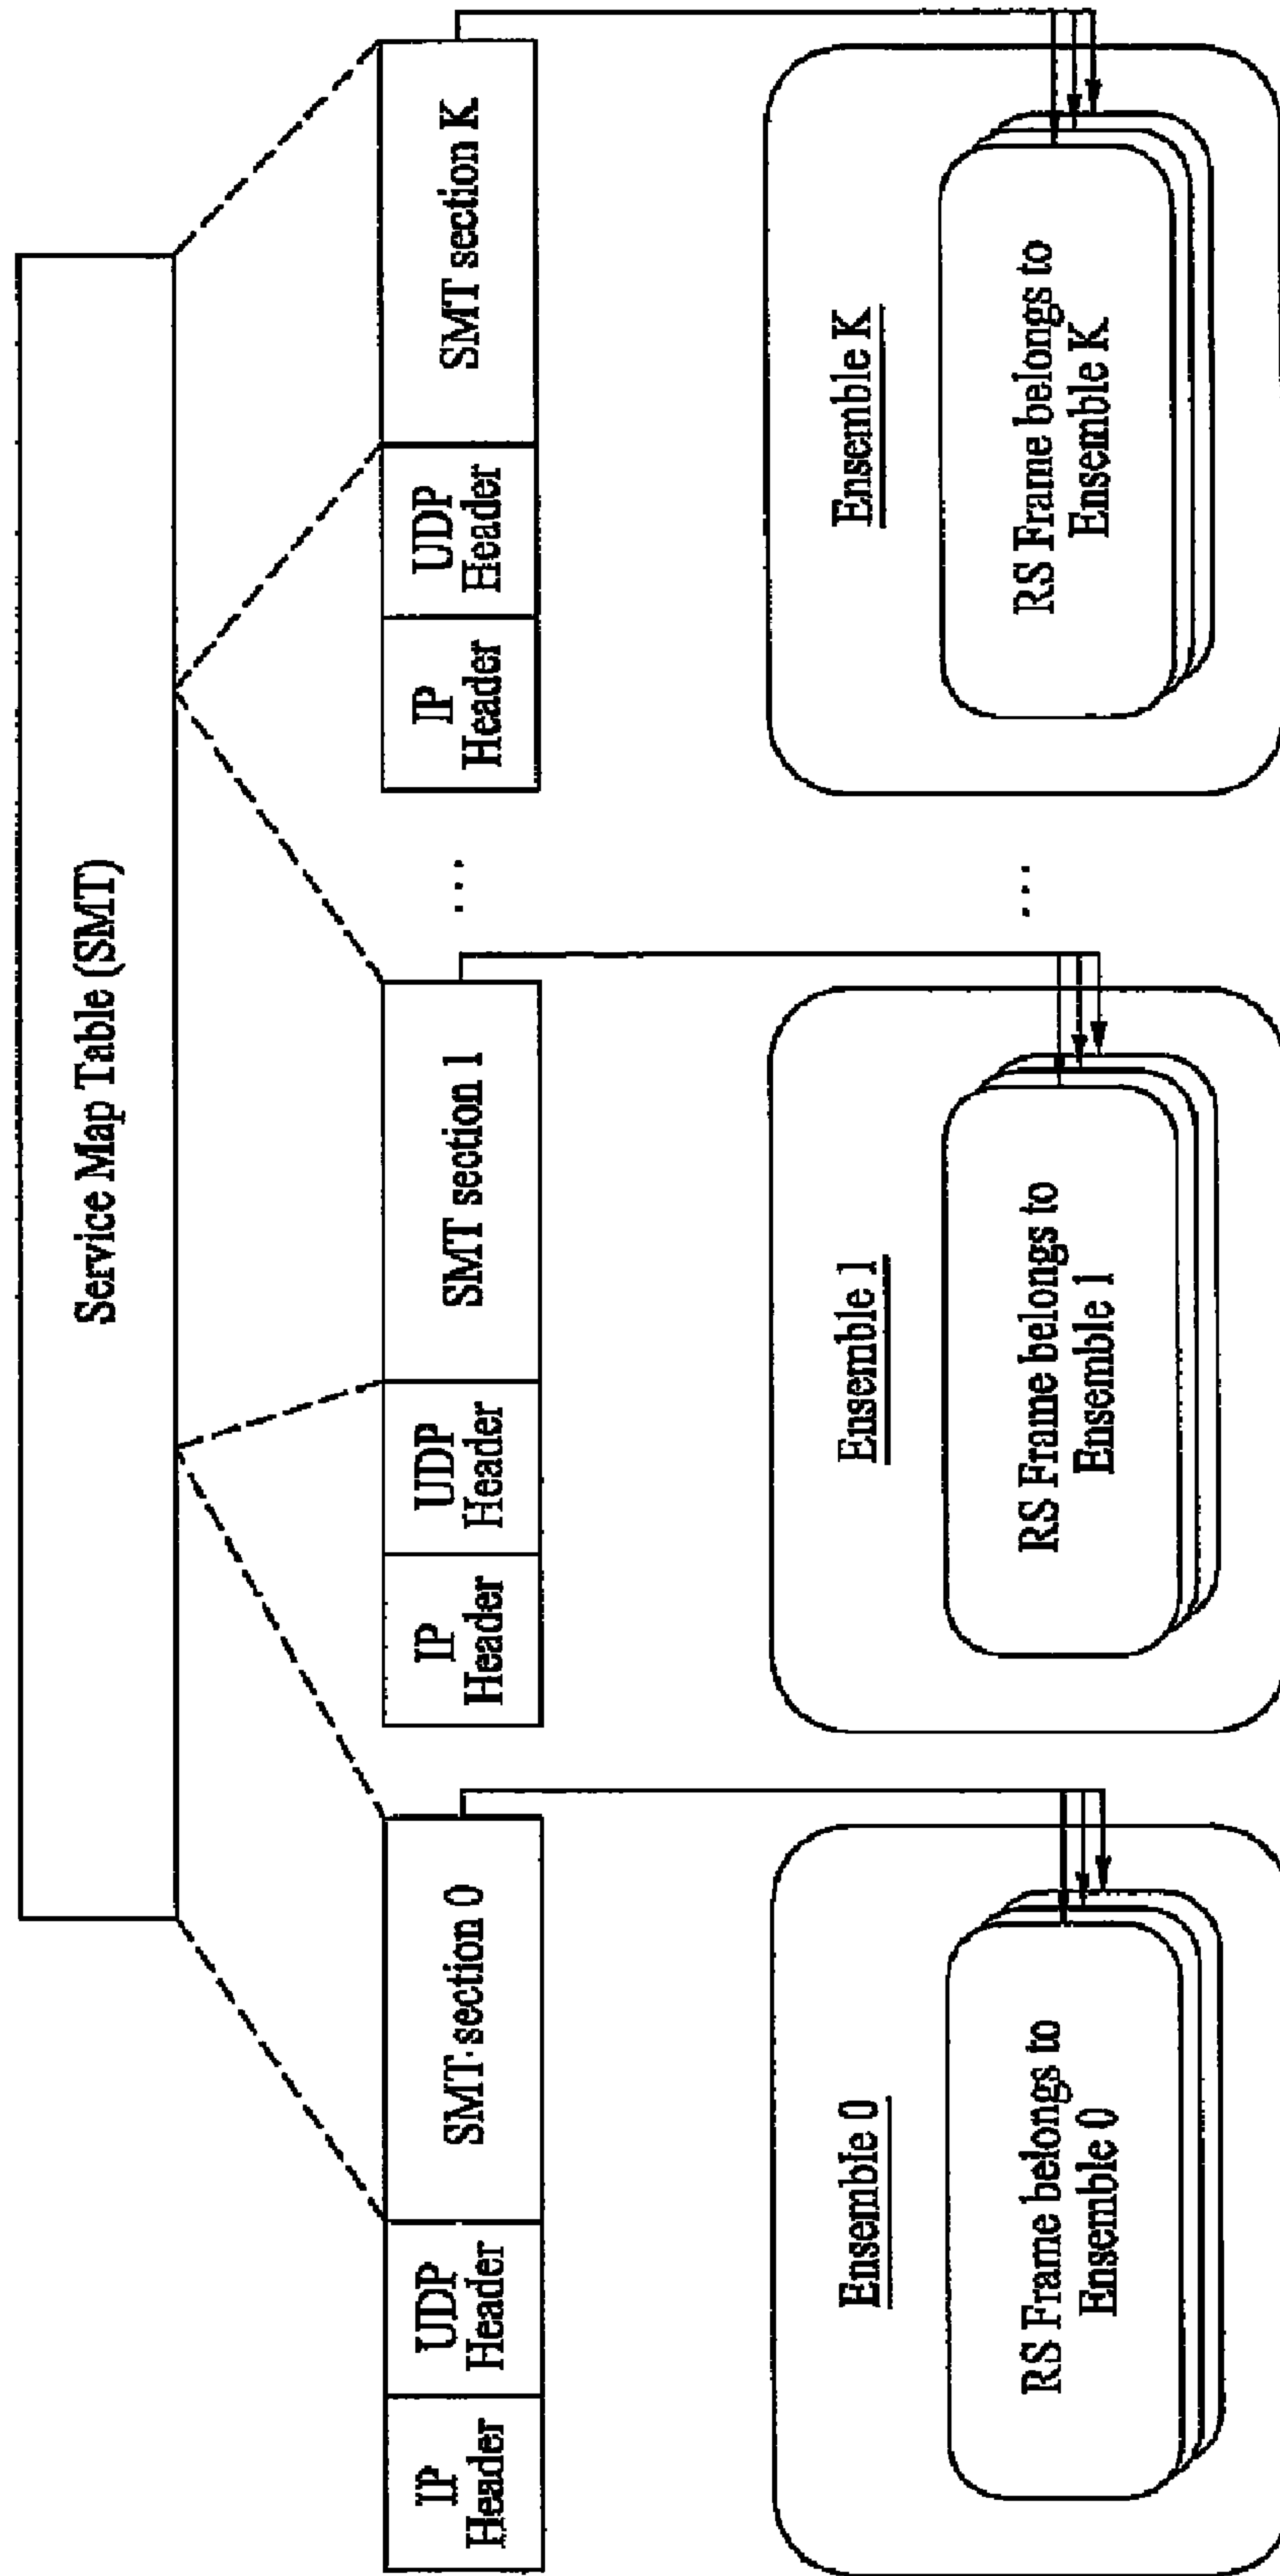 Service Map Table (SMT)
IP
Header
UDP
Header
SMT section 0
IP
Header
UDP
Header
SMT section 1
...
IP
Header
UDP
Header
SMT section K
Ensemble 0
RS Frame belongs to
Ensemble 0
Ensemble 1
RS Frame belongs to
Ensemble 1
...
Ensemble K
RS Frame belongs to
Ensemble K